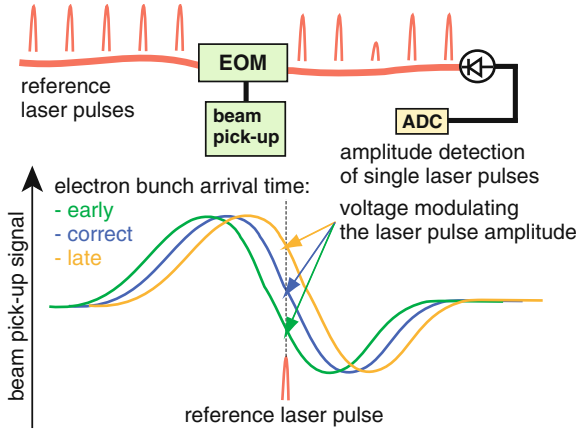 EOM
reference
laser pulses
beam
pick-up
ADC
amplitude detection
of single laser pulses
electron bunch arrival time:
- early
- correct
- late
voltage modulating
the laser pulse amplitude
beam pick-up signal
reference laser pulse